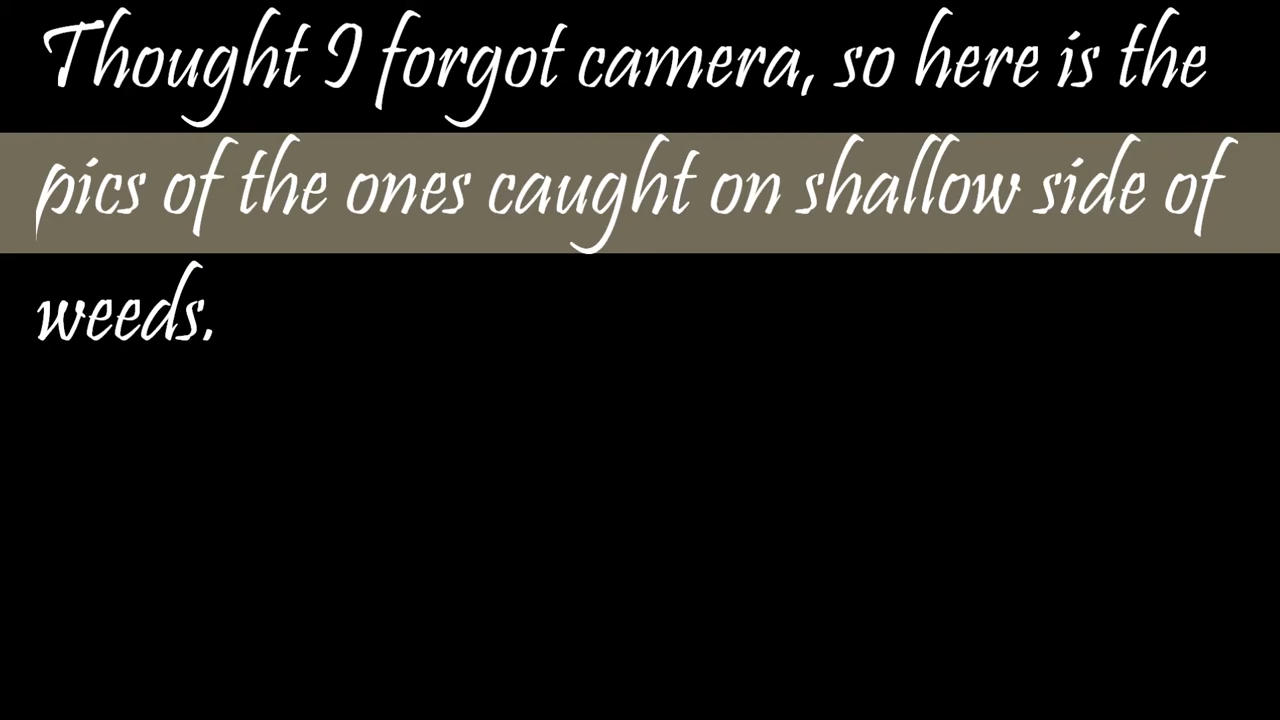 Thought I forgot camera, so here is the
pics of the ones caught on shallow side of
weeds.